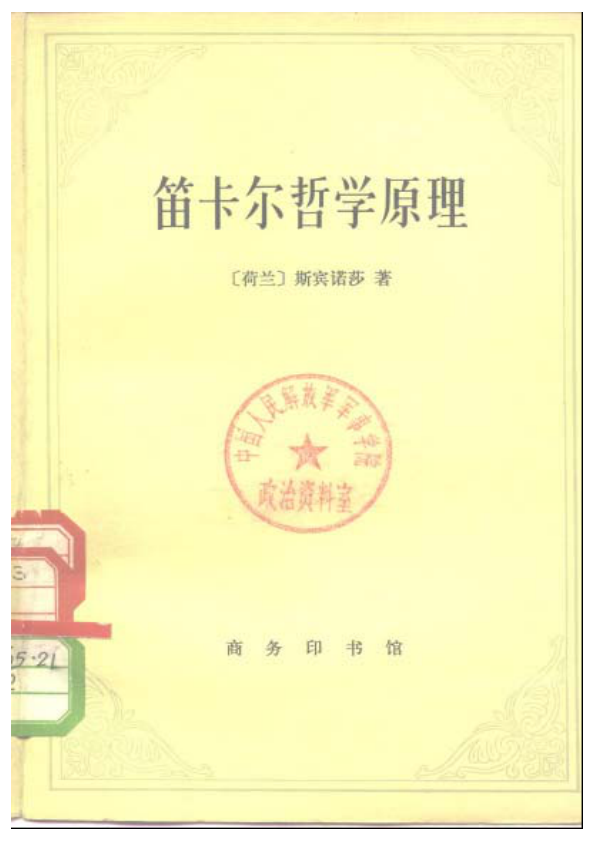 笛卡尔哲学原理
〔荷兰〕斯宾诺莎 著
中国人民解放军军事学院
政治资料室
3
5·21
2
商务印书馆